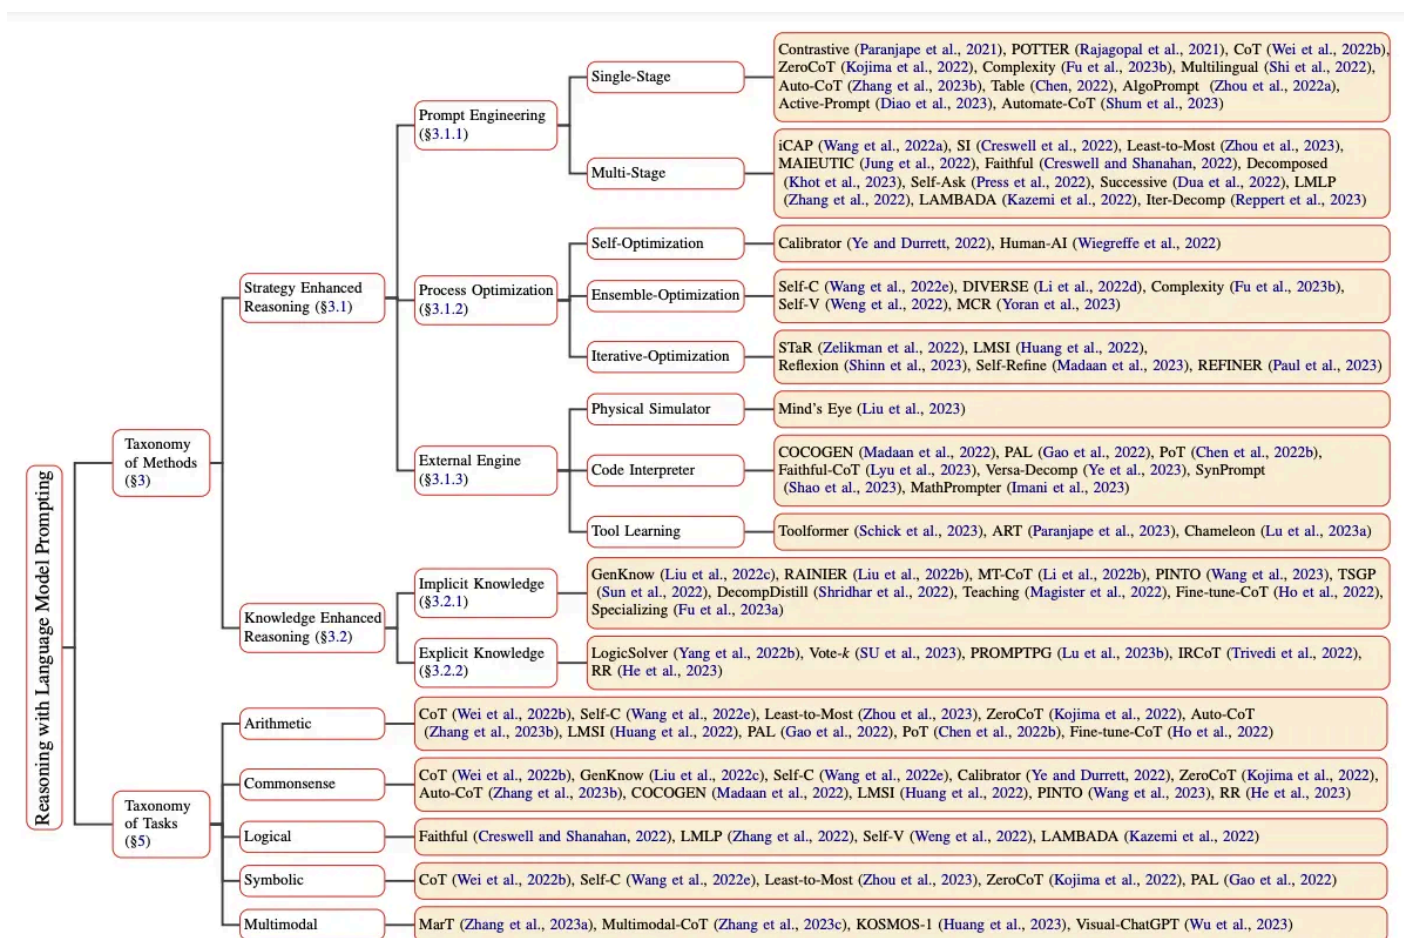 Reasoning with Language Model Prompting
Taxonomy
of Methods
(§3)
Strategy Enhanced
Reasoning (§3.1)
Prompt Engineering
(§3.1.1)
Single-Stage
Contrastive (Paranjape et al., 2021), POTTER (Rajagopal et al., 2021), CoT (Wei et al., 2022b),
ZeroCoT (Kojima et al., 2022), Complexity (Fu et al., 2023b), Multilingual (Shi et al., 2022),
Auto-CoT (Zhang et al., 2023b), Table (Chen, 2022), AlgoPrompt (Zhou et al., 2022a),
Active-Prompt (Diao et al., 2023), Automate-CoT (Shum et al., 2023)
Multi-Stage
iCAP (Wang et al., 2022a), SI (Creswell et al., 2022), Least-to-Most (Zhou et al., 2023),
MAIEUTIC (Jung et al., 2022), Faithful (Creswell and Shanahan, 2022), Decomposed
(Khot et al., 2023), Self-Ask (Press et al., 2022), Successive (Dua et al., 2022), LMLP
(Zhang et al., 2022), LAMBADA (Kazemi et al., 2022), Iter-Decomp (Reppert et al., 2023)
Process Optimization
(§3.1.2)
Self-Optimization
Calibrator (Ye and Durrett, 2022), Human-AI (Wiegreffe et al., 2022)
Ensemble-Optimization
Self-C (Wang et al., 2022e), DIVERSE (Li et al., 2022d), Complexity (Fu et al., 2023b),
Self-V (Weng et al., 2022), MCR (Yoran et al., 2023)
Iterative-Optimization
STaR (Zelikman et al., 2022), LMSI (Huang et al., 2022),
Reflexion (Shinn et al., 2023), Self-Refine (Madaan et al., 2023), REFINER (Paul et al., 2023)
External Engine
(§3.1.3)
Physical Simulator
Mind's Eye (Liu et al., 2023)
Code Interpreter
COCOGEN (Madaan et al., 2022), PAL (Gao et al., 2022), PoT (Chen et al., 2022b),
Faithful-CoT (Lyu et al., 2023), Versa-Decomp (Ye et al., 2023), SynPrompt
(Shao et al., 2023), MathPrompter (Imani et al., 2023)
Tool Learning
Toolformer (Schick et al., 2023), ART (Paranjape et al., 2023), Chameleon (Lu et al., 2023a)
Knowledge Enhanced
Reasoning (§3.2)
Implicit Knowledge
(§3.2.1)
GenKnow (Liu et al., 2022c), RAINIER (Liu et al., 2022b), MT-CoT (Li et al., 2022b), PINTO (Wang et al., 2023), TSGP
(Sun et al., 2022), DecompDistill (Shridhar et al., 2022), Teaching (Magister et al., 2022), Fine-tune-CoT (Ho et al., 2022),
Specializing (Fu et al., 2023a)
Explicit Knowledge
(§3.2.2)
LogicSolver (Yang et al., 2022b), Vote-k (SU et al., 2023), PROMPTPG (Lu et al., 2023b), IRCoT (Trivedi et al., 2022),
RR (He et al., 2023)
Taxonomy
of Tasks
(§5)
Arithmetic
CoT (Wei et al., 2022b), Self-C (Wang et al., 2022e), Least-to-Most (Zhou et al., 2023), ZeroCoT (Kojima et al., 2022), Auto-CoT
(Zhang et al., 2023b), LMSI (Huang et al., 2022), PAL (Gao et al., 2022), PoT (Chen et al., 2022b), Fine-tune-CoT (Ho et al., 2022)
Commonsense
CoT (Wei et al., 2022b), GenKnow (Liu et al., 2022c), Self-C (Wang et al., 2022e), Calibrator (Ye and Durrett, 2022), ZeroCoT (Kojima et al., 2022),
Auto-CoT (Zhang et al., 2023b), COCOGEN (Madaan et al., 2022), LMSI (Huang et al., 2022), PINTO (Wang et al., 2023), RR (He et al., 2023)
Logical
Faithful (Creswell and Shanahan, 2022), LMLP (Zhang et al., 2022), Self-V (Weng et al., 2022), LAMBADA (Kazemi et al., 2022)
Symbolic
CoT (Wei et al., 2022b), Self-C (Wang et al., 2022e), Least-to-Most (Zhou et al., 2023), ZeroCoT (Kojima et al., 2022), PAL (Gao et al., 2022)
Multimodal
MarT (Zhang et al., 2023a), Multimodal-CoT (Zhang et al., 2023c), KOSMOS-1 (Huang et al., 2023), Visual-ChatGPT (Wu et al., 2023)